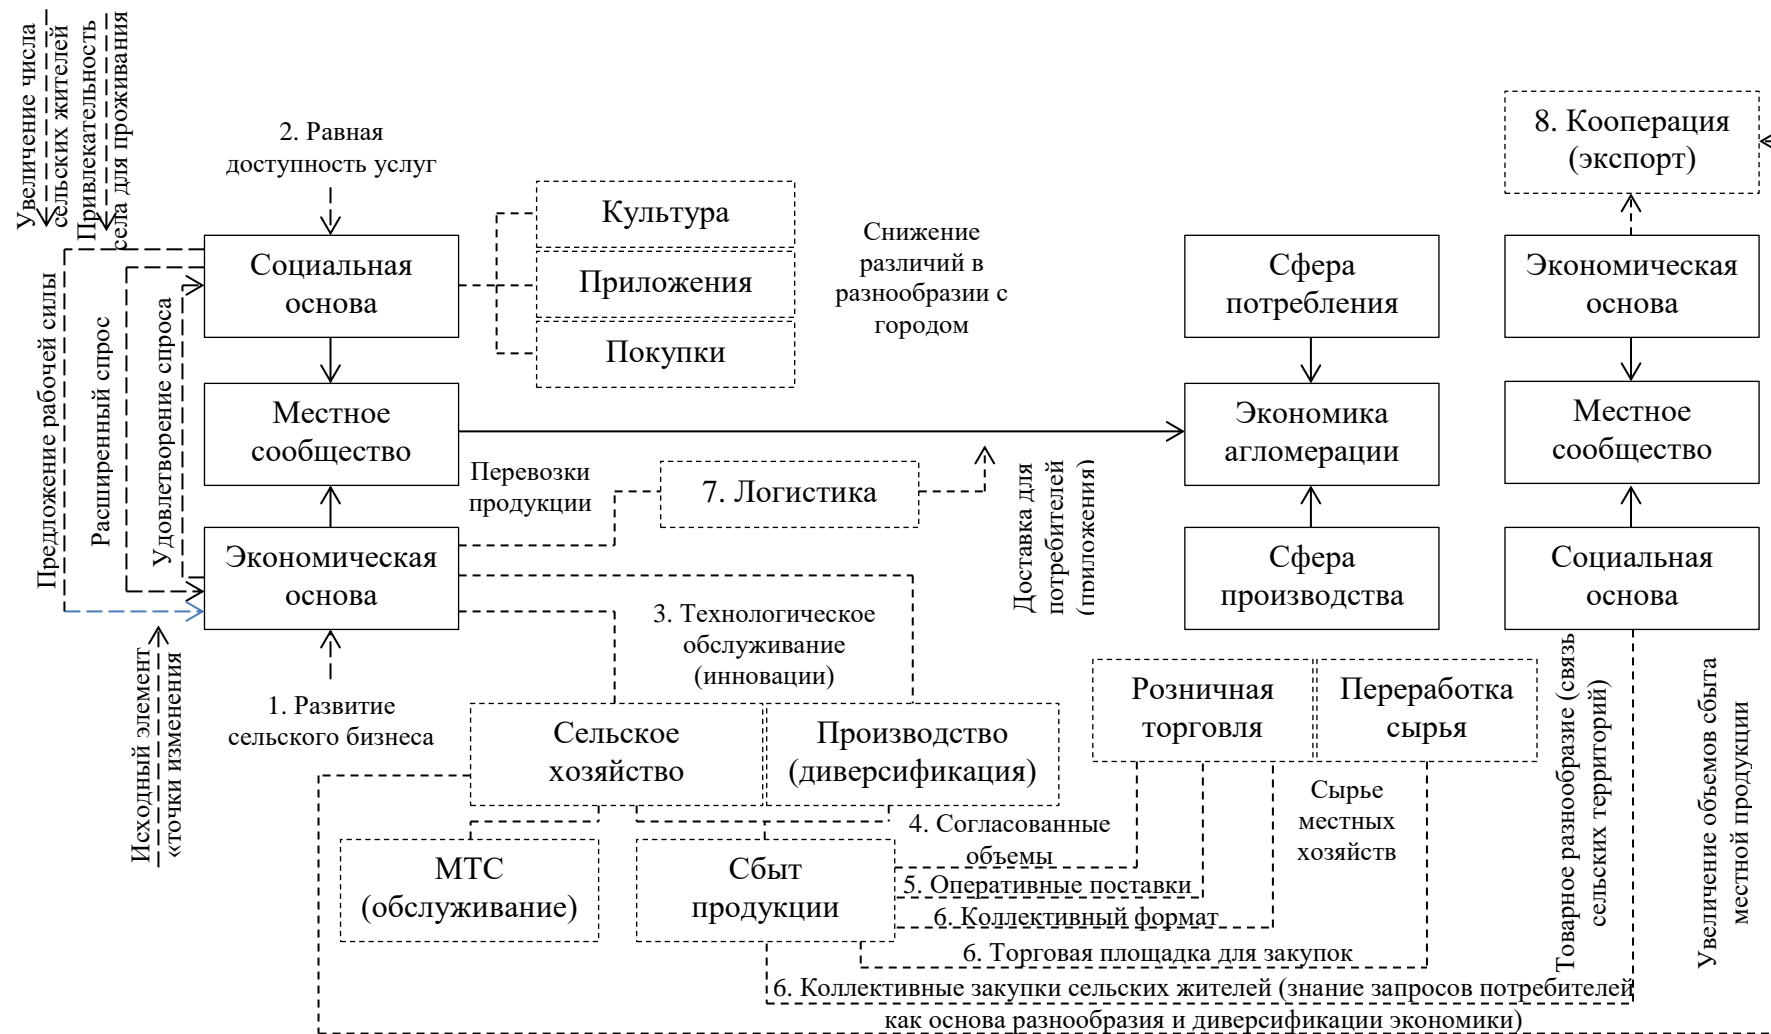 Увеличение числа
сельских жителей
Привлекательность
села для проживания
2. Равная
доступность услуг
8. Кооперация
(экспорт)
Культура
Приложения
Покупки
Снижение
различий в
разнообразии с
городом
Социальная
основа
Сфера
потребления
Экономическая
основа
Предложение рабочей силы
Расширенный спрос
Удовлетворение спроса
Местное
сообщество
Экономика
агломерации
Местное
сообщество
Перевозки
продукции
7. Логистика
Доставка для
потребителей
(приложения)
Экономическая
основа
Сфера
производства
Социальная
основа
3. Технологическое
обслуживание
(инновации)
Исходный элемент
«точки изменения
1. Развитие
сельского бизнеса
Сельское
хозяйство
Производство
(диверсификация)
Розничная
торговля
Переработка
сырья
Товарное разнообразие (связь
сельских территорий)
Увеличение объемов сбыта
местной продукции
Сырье
местных
хозяйств
4. Согласованные
объемы
МТС
(обслуживание)
Сбыт
продукции
5. Оперативные поставки
6. Коллективный формат
6. Торговая площадка для закупок
6. Коллективные закупки сельских жителей (знание запросов потребителей
как основа разнообразия и диверсификации экономики)